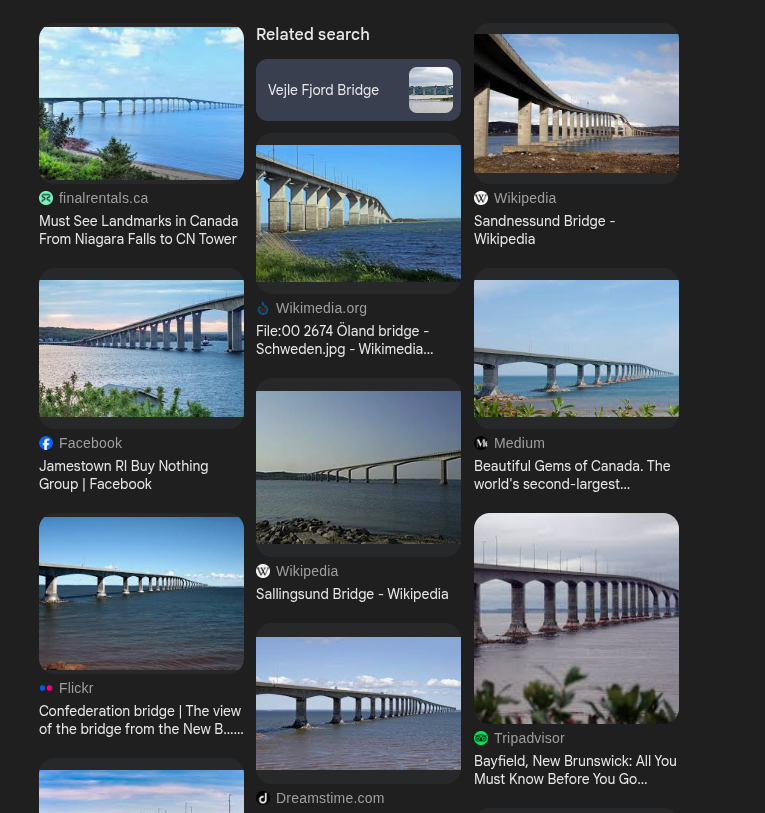 finalrentals.ca
Must See Landmarks in Canada
From Niagara Falls to CN Tower
Facebook
Jamestown RI Buy Nothing
Group | Facebook
Flickr
Confederation bridge | The view
of the bridge from the New B......
Related search
Vejle Fjord Bridge
Wikimedia.org
File:00 2674 Öland bridge -
Schweden.jpg - Wikimedia...
Wikipedia
Sallingsund Bridge - Wikipedia
Dreamstime.com
Wikipedia
Sandnessund Bridge -
Wikipedia
Medium
Beautiful Gems of Canada. The
world's second-largest...
Tripadvisor
Bayfield, New Brunswick: All You
Must Know Before You Go...